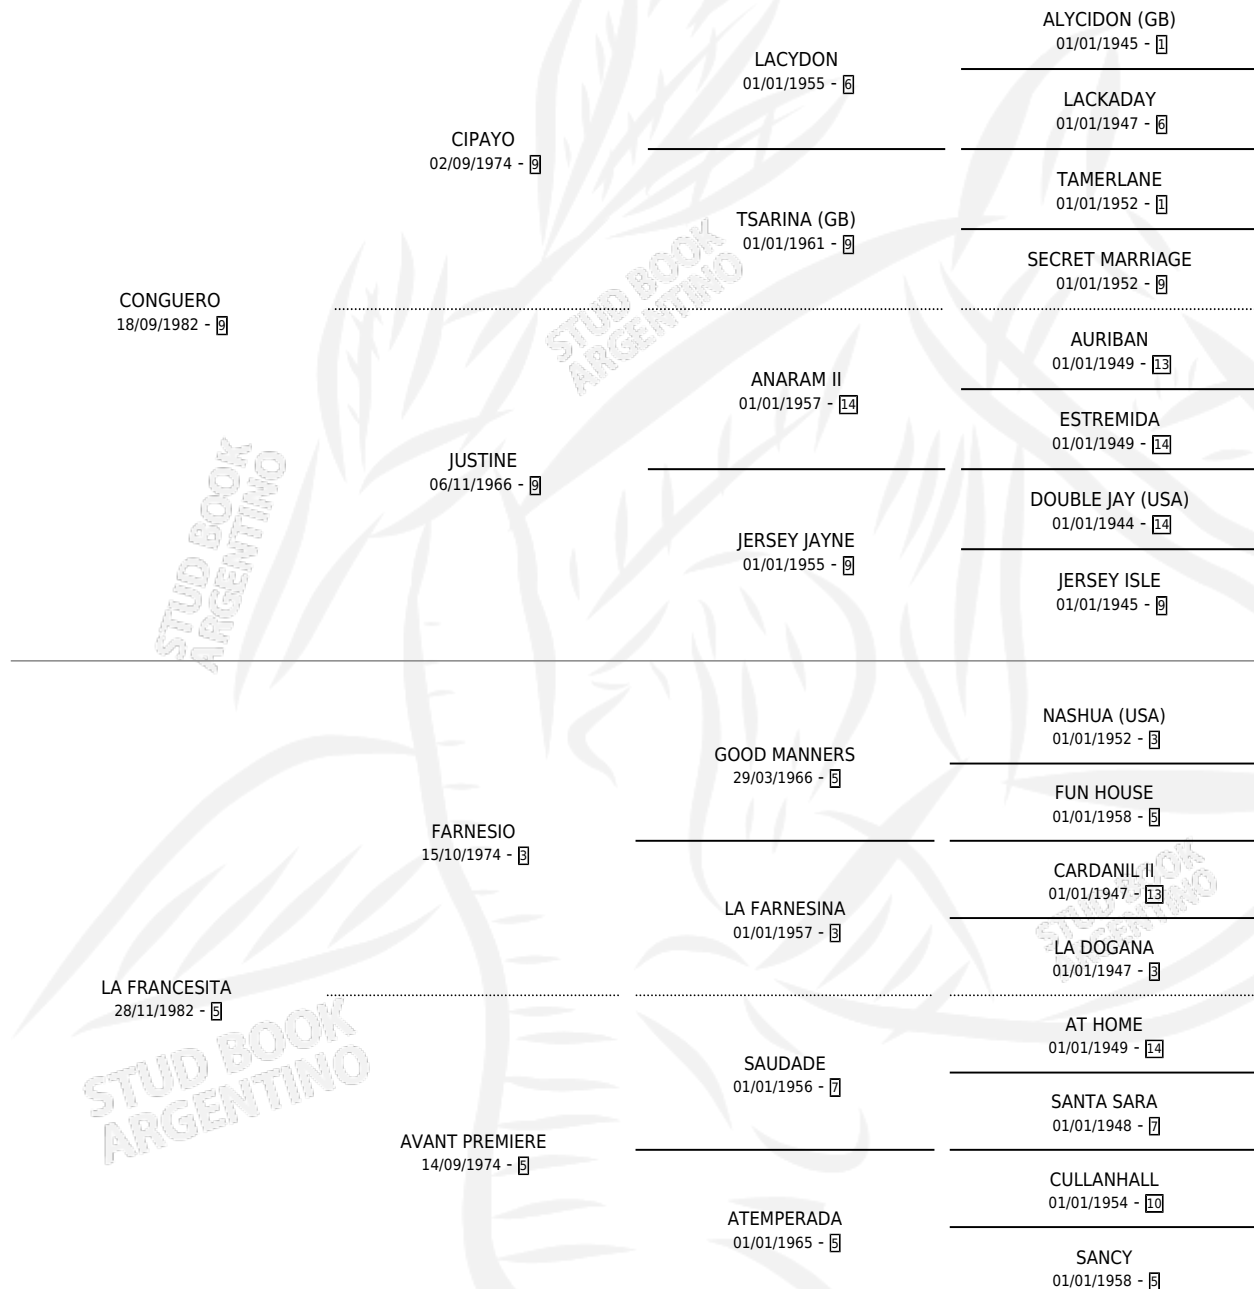 ALYCIDON (GB)
01/01/1945 - 1
LACYDON
01/01/1955 - 6
LACKADAY
01/01/1947 - 6
CIPAYO
02/09/1974 - 9
TAMERLANE
01/01/1952 - 1
TSARINA (GB)
01/01/1961 - 9
SECRET MARRIAGE
01/01/1952 - 9
CONGUERO
18/09/1982 - 9
AURIBAN
01/01/1949 - 13
ANARAM II
01/01/1957 - 14
ESTREMIDA
01/01/1949 - 14
JUSTINE
06/11/1966 - 9
DOUBLE JAY (USA)
01/01/1944 - 14
JERSEY JAYNE
01/01/1955 - 9
JERSEY ISLE
01/01/1945 - 9
STUD BOOK
ARGENTINO
STUD BOOK
ARGENTINO
NASHUA (USA)
01/01/1952 - 3
GOOD MANNERS
29/03/1966 - 5
FUN HOUSE
01/01/1958 - 5
FARNESIO
15/10/1974 - 3
CARDANIL II
01/01/1947 - 13
LA FARNESINA
01/01/1957 - 3
LA DOGANA
01/01/1947 - 3
STUD BOOK
ARGENTINO
LA FRANCESITA
28/11/1982 - 5
AT HOME
01/01/1949 - 14
SAUDADE
01/01/1956 - 7
SANTA SARA
01/01/1948 - 7
AVANT PREMIERE
14/09/1974 - 5
CULLANHALL
01/01/1954 - 10
ATEMPERADA
01/01/1965 - 5
SANCY
01/01/1958 - 5
STUD BOOK
ARGENTINO